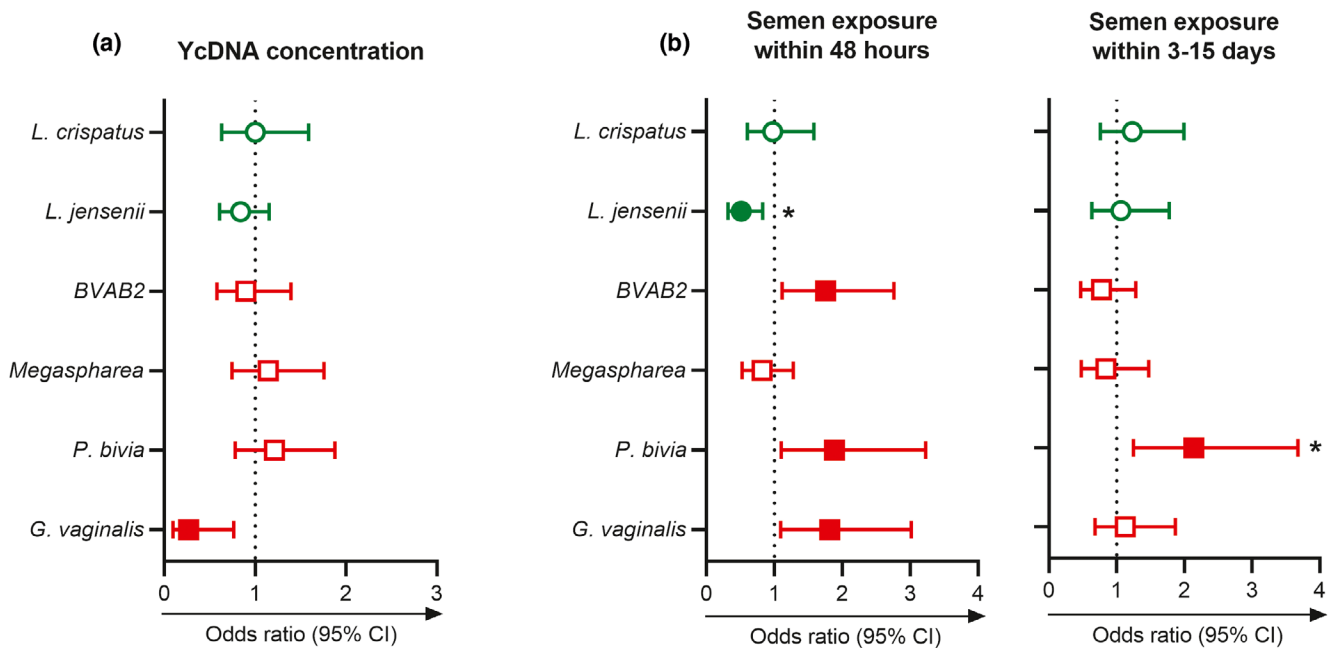 (a)
YcDNA concentration
L. crispatus
L. jensenii
BVAB2
Megaspharea
P. bivia
G. vaginalis
0 1 2 3
Odds ratio (95% CI)
(b)
Semen exposure
within 48 hours
L. crispatus
L. jensenii
*
BVAB2
Megaspharea
P. bivia
G. vaginalis
0 1 2 3 4
Odds ratio (95% CI)
Semen exposure
within 3-15 days
*
0 1 2 3 4
Odds ratio (95% CI)